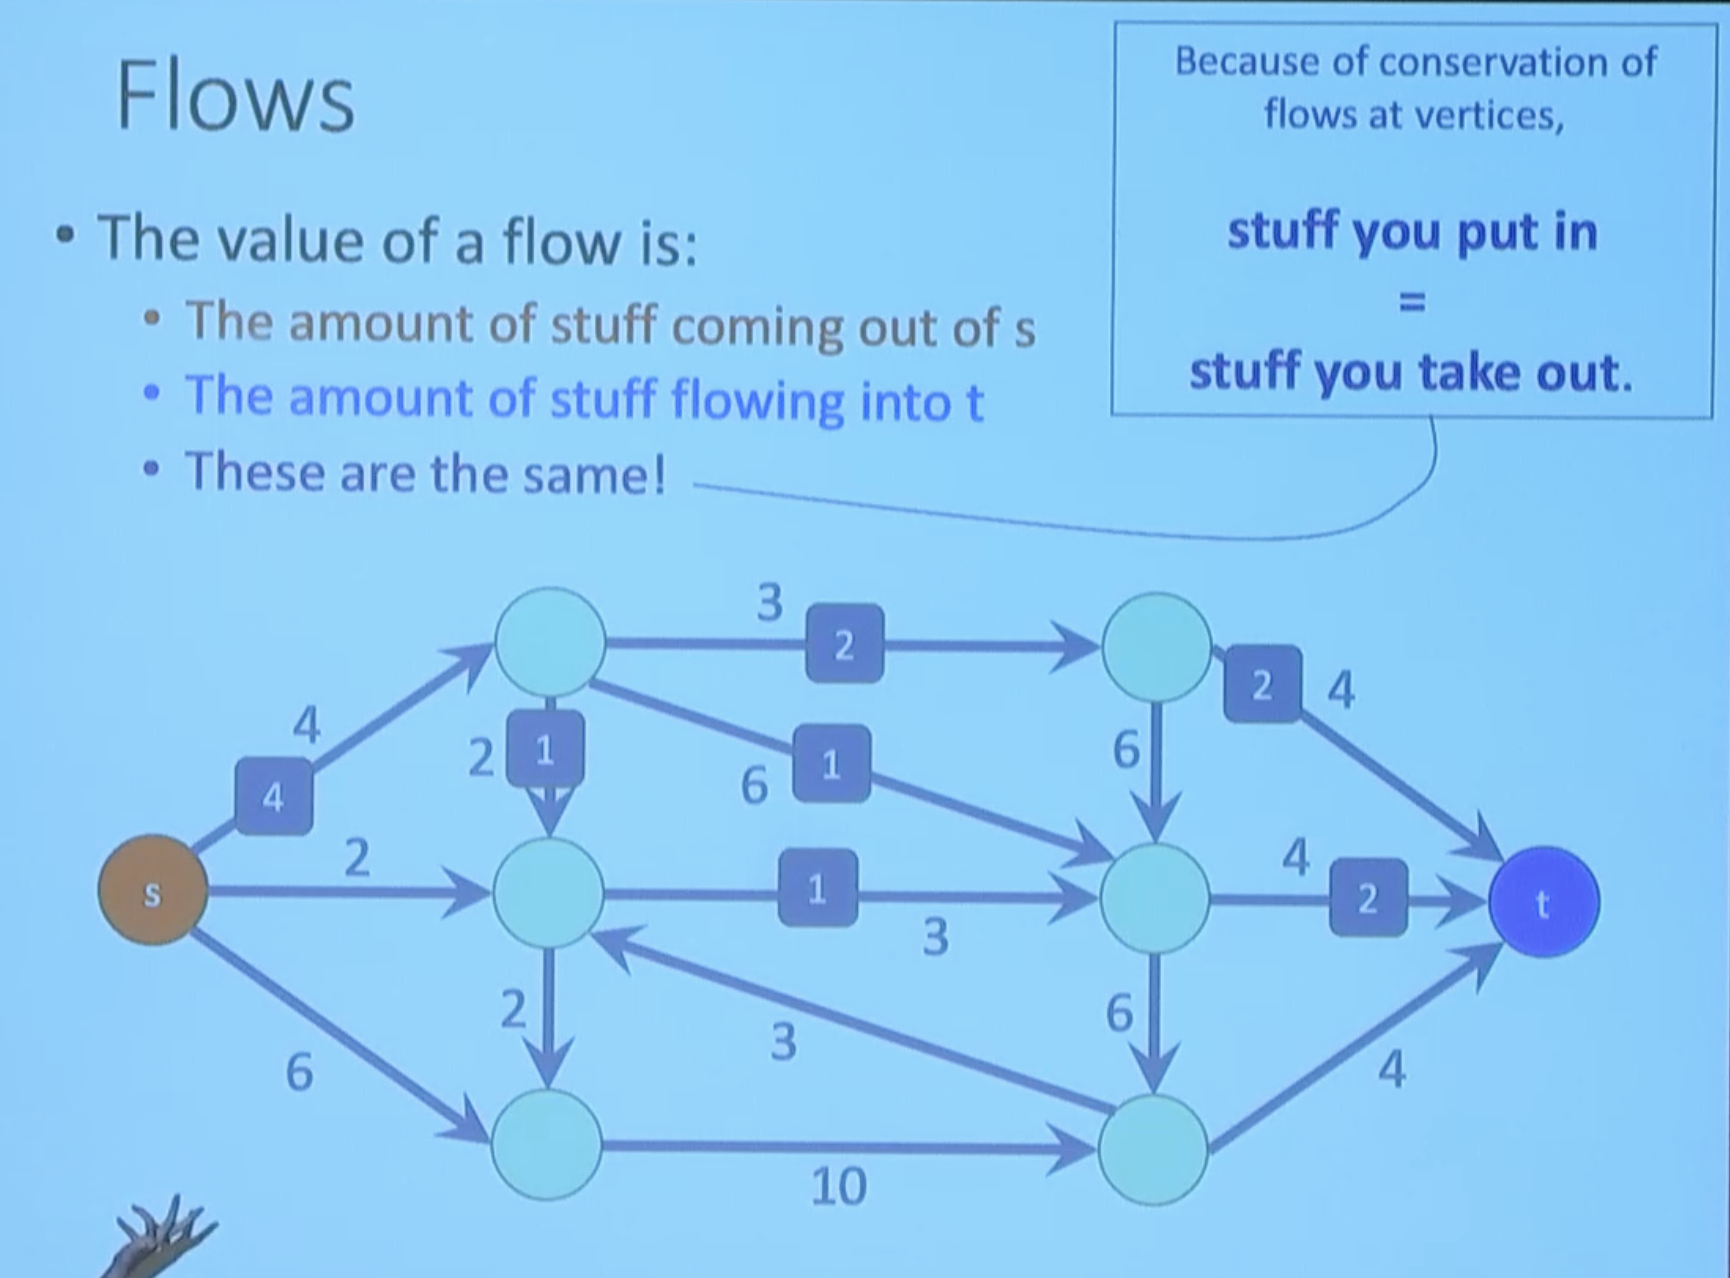 Flows
Because of conservation of
flows at vertices,
stuff you put in
=
stuff you take out.
• The value of a flow is:
• The amount of stuff coming out of s
• The amount of stuff flowing into t
• These are the same!
3
2
2
4
4
4
2
1
6
1
6
s
2
1
3
4
2
t
2
3
6
6
4
10